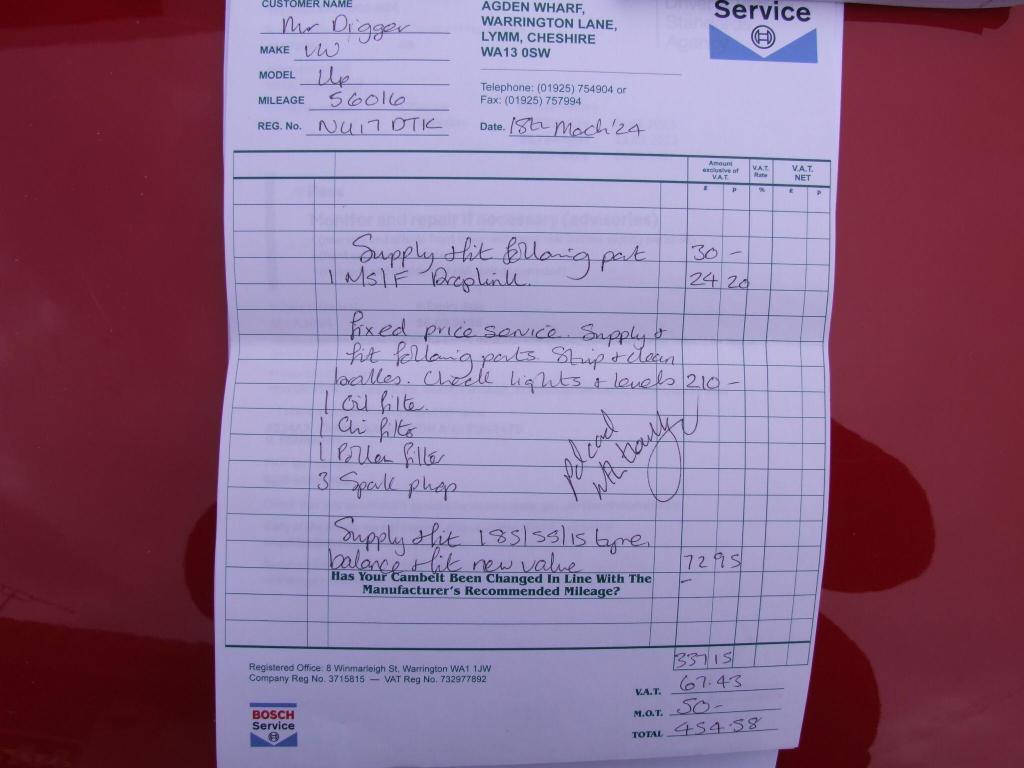 CUSTOMER NAME Mr Digger
MAKE VW
MODEL Up
MILEAGE 56016
REG. No. NU17 DTK
AGDEN WHARF,
WARRINGTON LANE,
LYMM, CHESHIRE
WA13 0SW
Telephone: (01925) 754904 or
Fax: (01925) 757994
Date. 18th March '24
Service
Amount exclusive of V.A.T. V.A.T. Rate V.A.T. NET
£ P % £ P
Supply & fit following part 30 -
1 NS/F Droplink. 24 20
fixed price service. Supply &
fit following parts. Strip & clean
brakes. Check lights & levels 210 -
1 Oil filter.
1 Air filter
1 Pollen filter
3 Spark plugs
pd card
with thanks
Supply & fit 185/55/15 tyre,
balance & fit new valve 72 95
Has Your Cambelt Been Changed In Line With The -
Manufacturer's Recommended Mileage?
337 15
V.A.T. 67.43
M.O.T. 50 -
TOTAL 454.58
Registered Office: 8 Winmarleigh St. Warrington WA1 1JW
Company Reg No. 3715815 — VAT Reg No. 732977892
BOSCH
Service